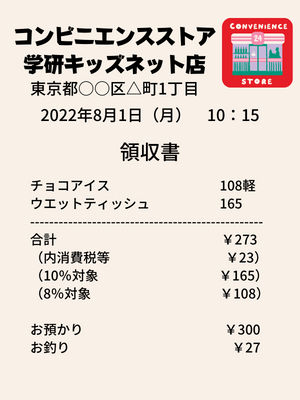 コンビニエンスストア
学研キッズネット店
CONVENIENCE
24
STORE
東京都○○区△町1丁目
2022年8月1日（月） 10：15
領収書
チョコアイス 108軽
ウエットティッシュ 165
--------------------------------------------------
合計 ￥273
（内消費税等 ￥23）
（10%対象 ￥165）
（8%対象 ￥108）
お預かり ￥300
お釣り ￥27